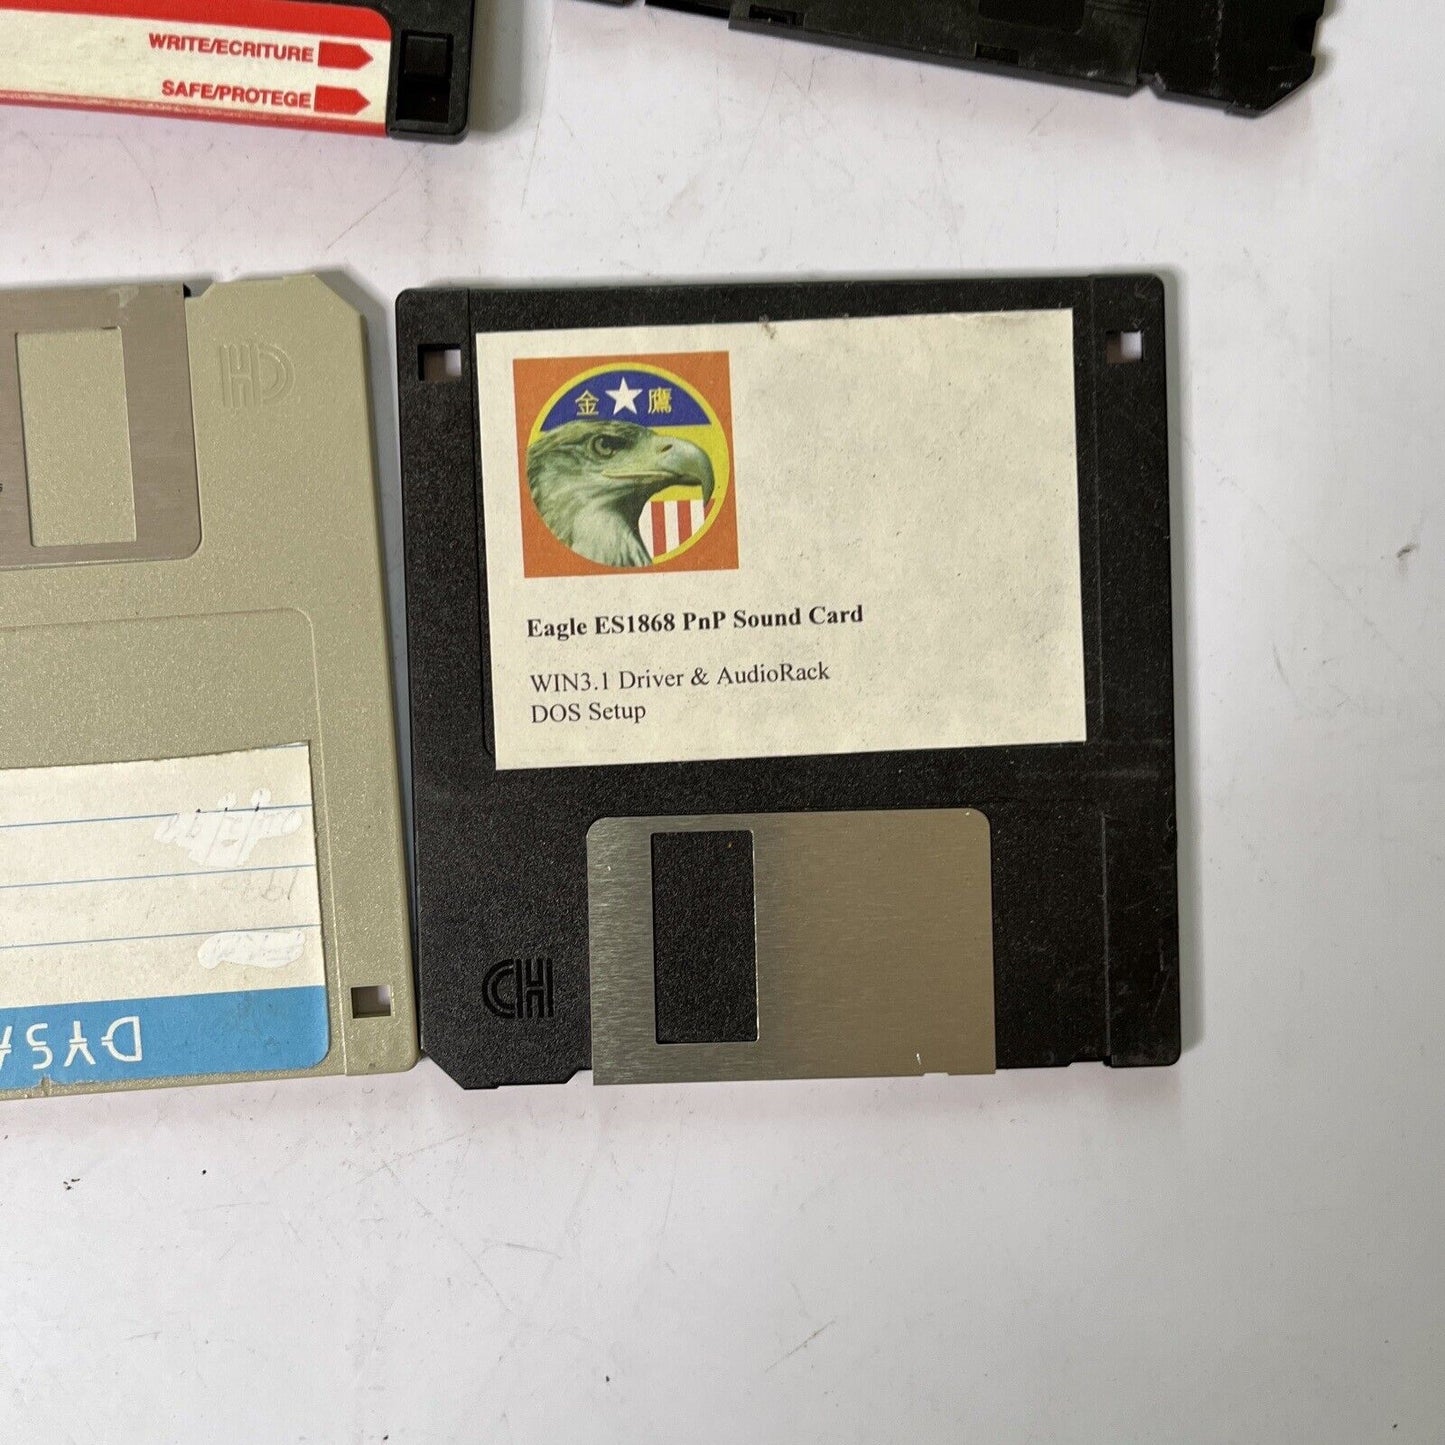 WRITE/ECRITURE
SAFE/PROTEGE
HD
金 鷹
Eagle ES1868 PnP Sound Card
WIN3.1 Driver & AudioRack
DOS Setup
HD
DYSA